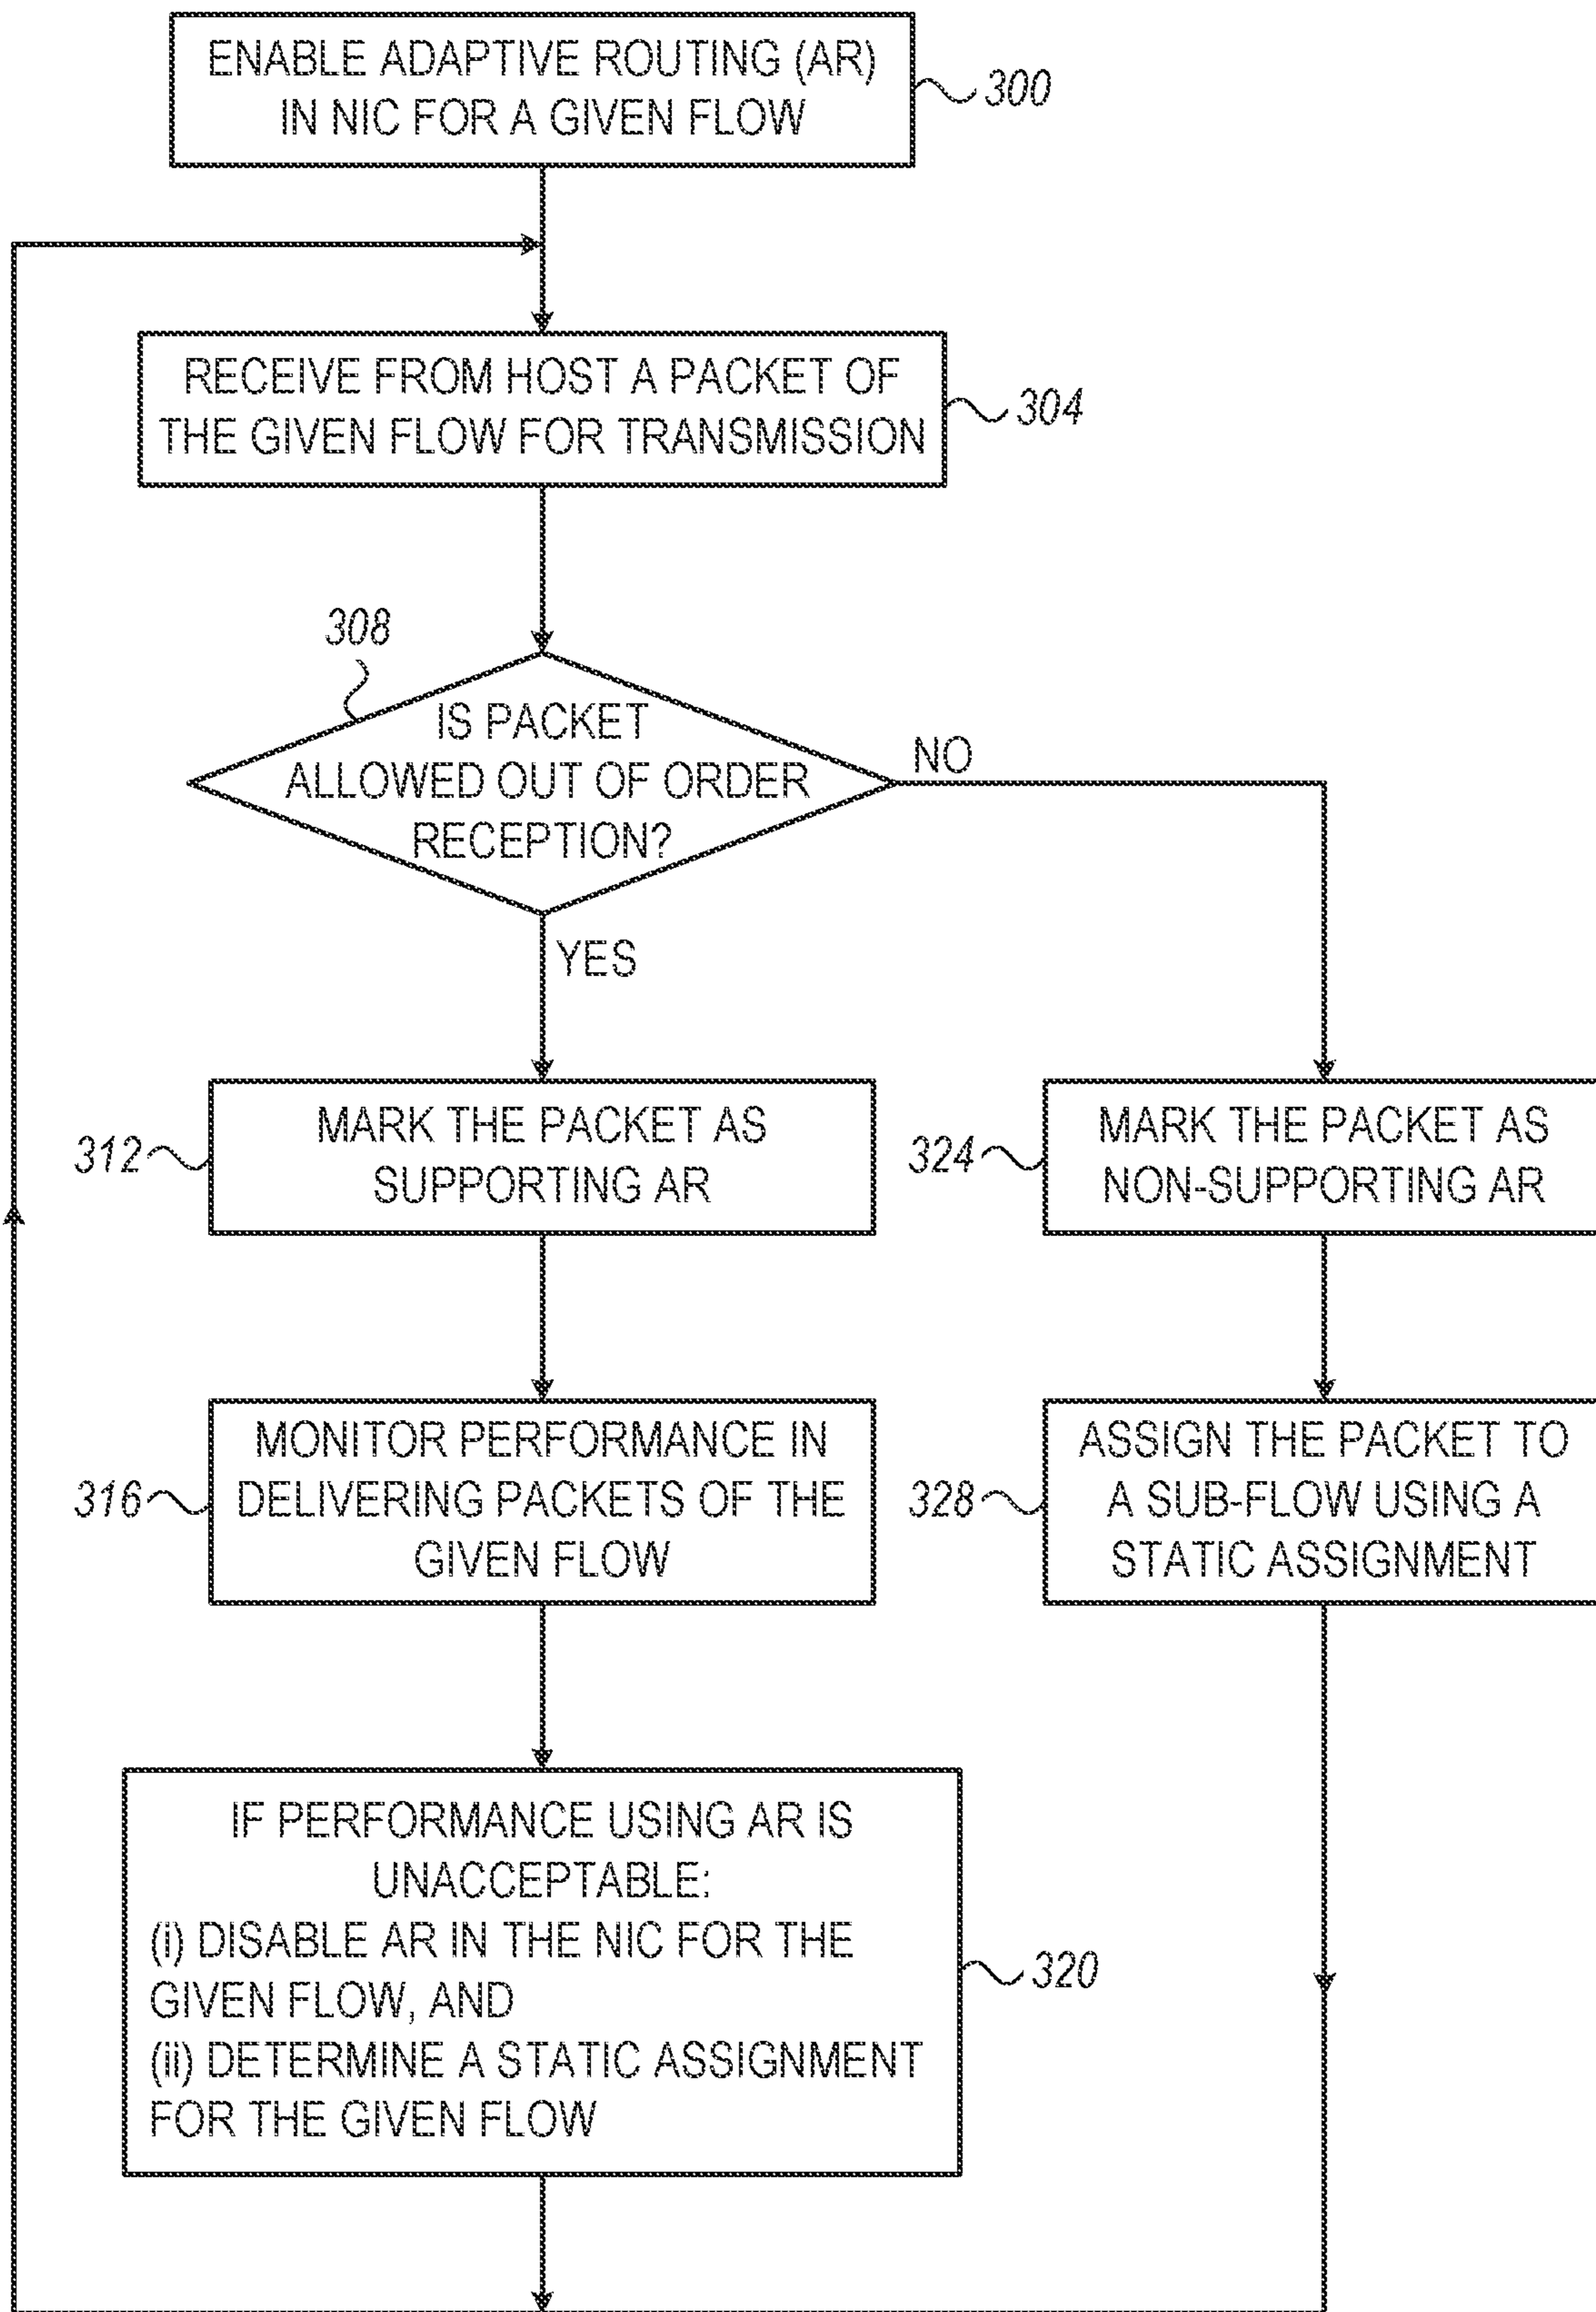 ENABLE ADAPTIVE ROUTING (AR)
IN NIC FOR A GIVEN FLOW
300
RECEIVE FROM HOST A PACKET OF
THE GIVEN FLOW FOR TRANSMISSION
304
308
IS PACKET
ALLOWED OUT OF ORDER
RECEPTION?
NO
YES
312
MARK THE PACKET AS
SUPPORTING AR
324
MARK THE PACKET AS
NON-SUPPORTING AR
316
MONITOR PERFORMANCE IN
DELIVERING PACKETS OF THE
GIVEN FLOW
328
ASSIGN THE PACKET TO
A SUB-FLOW USING A
STATIC ASSIGNMENT
IF PERFORMANCE USING AR IS
UNACCEPTABLE:
(i) DISABLE AR IN THE NIC FOR THE
GIVEN FLOW, AND
(ii) DETERMINE A STATIC ASSIGNMENT
FOR THE GIVEN FLOW
320